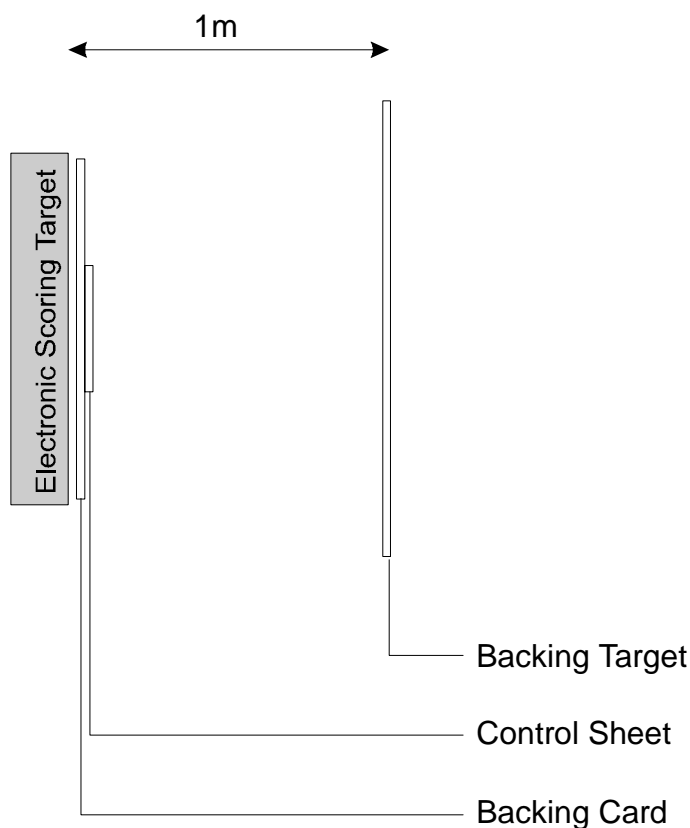 1m
Electronic Scoring Target
Backing Target
Control Sheet
Backing Card